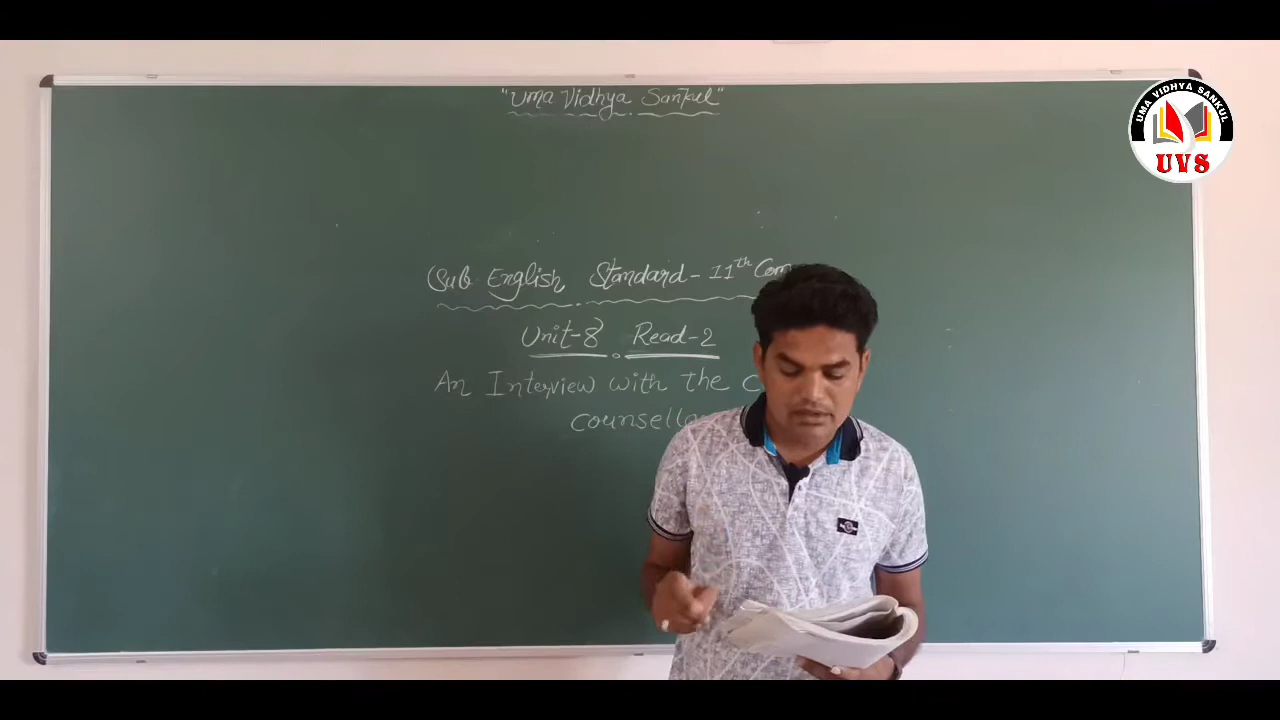 "Uma Vidhya Sankul"
UMA VIDHYA SANKUL
UVS
Sub English Standard - 11th Com
Unit-8 Read-2
An Interview with the